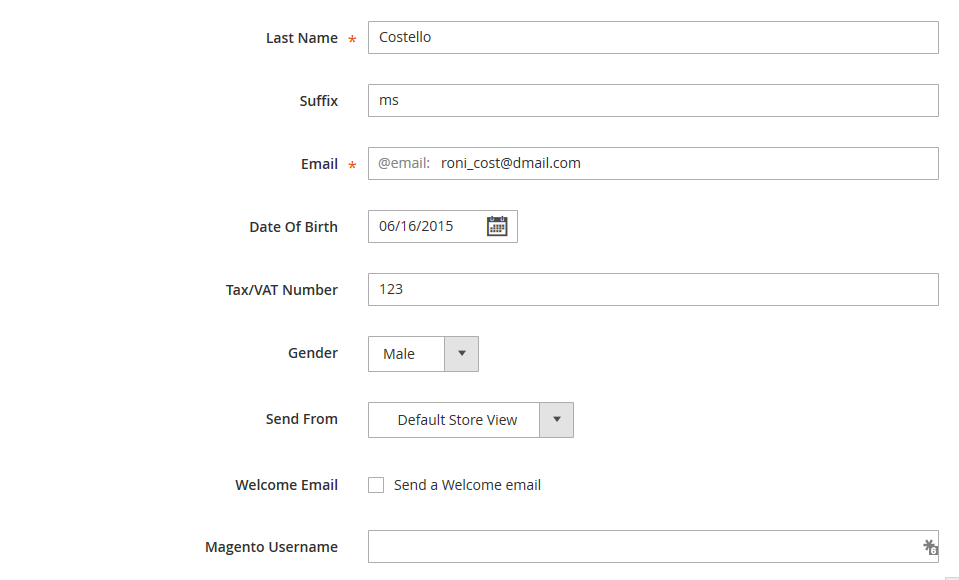 Last Name * Costello
Suffix ms
Email * @email: roni_cost@dmail.com
Date Of Birth 06/16/2015
Tax/VAT Number 123
Gender Male
Send From Default Store View
Welcome Email Send a Welcome email
Magento Username